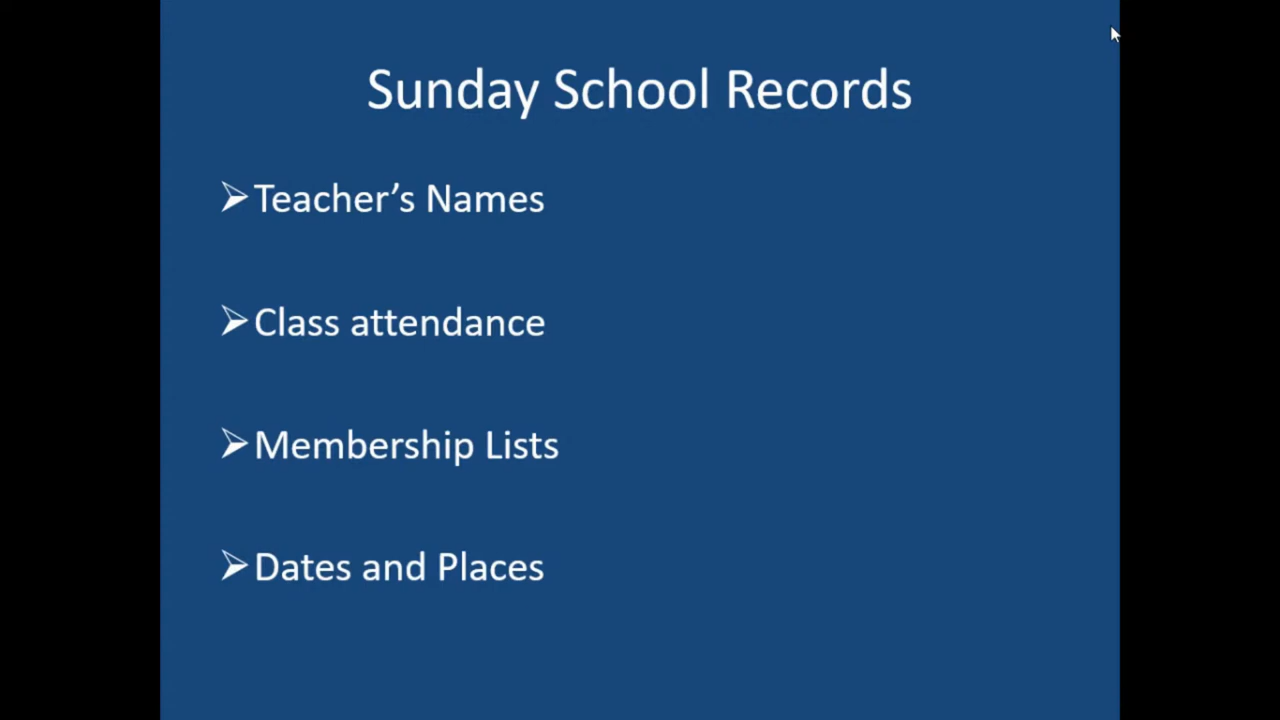 Sunday School Records
➢Teacher’s Names
➢Class attendance
➢Membership Lists
➢Dates and Places